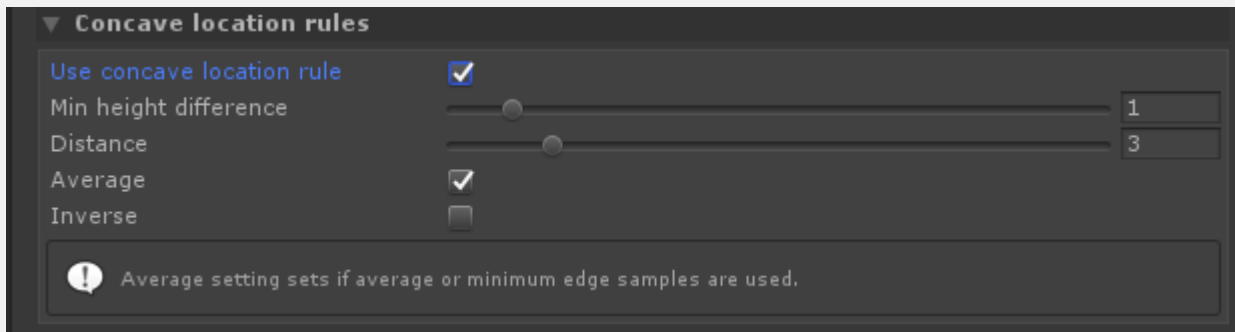 Concave location rules
Use concave location rule
Min height difference 1
Distance 3
Average
Inverse
Average setting sets if average or minimum edge samples are used.